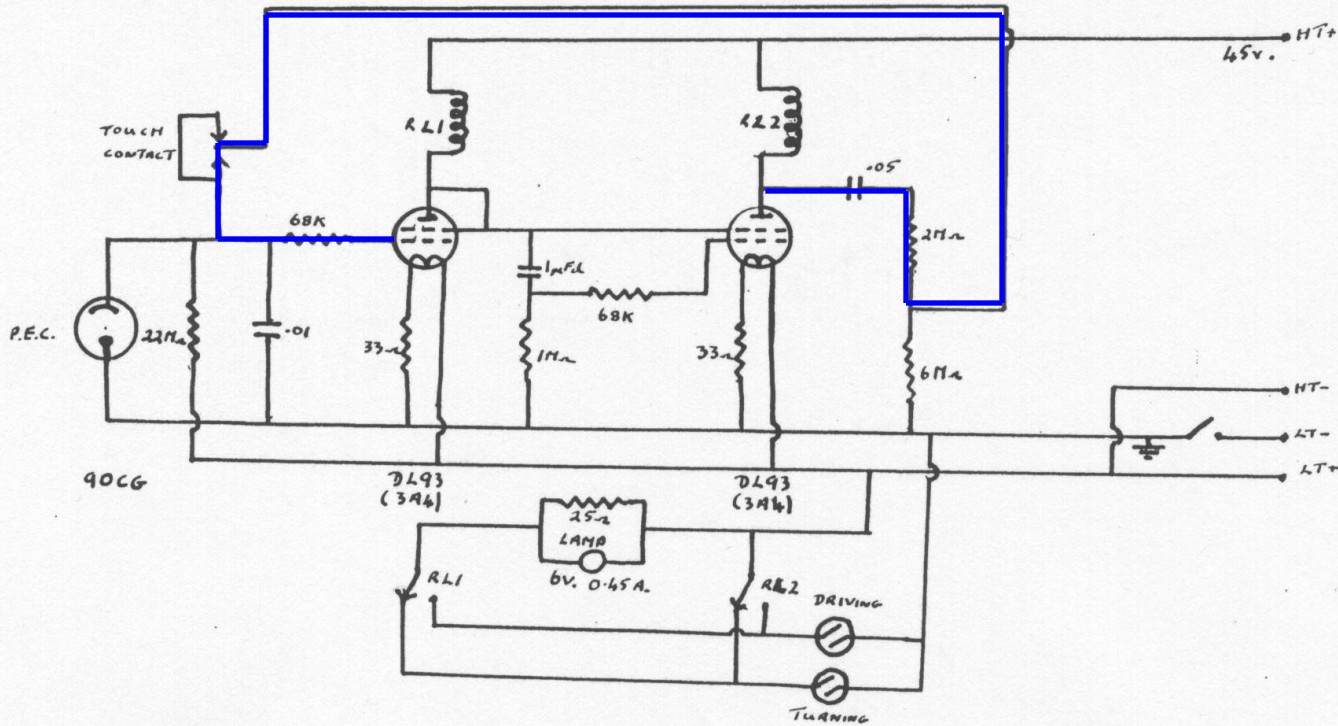 HT+
45v.
RL1
RL2
TOUCH
CONTACT
.05
68K
2MΩ
1μFd
68K
P.E.C.
22MΩ
.01
33Ω
1MΩ
33Ω
6MΩ
HT-
LT-
LT+
90CG
DL93
(3A4)
DL93
(3A4)
25Ω
LAMP
6v. 0.45A.
RL1
RL2
DRIVING
TURNING